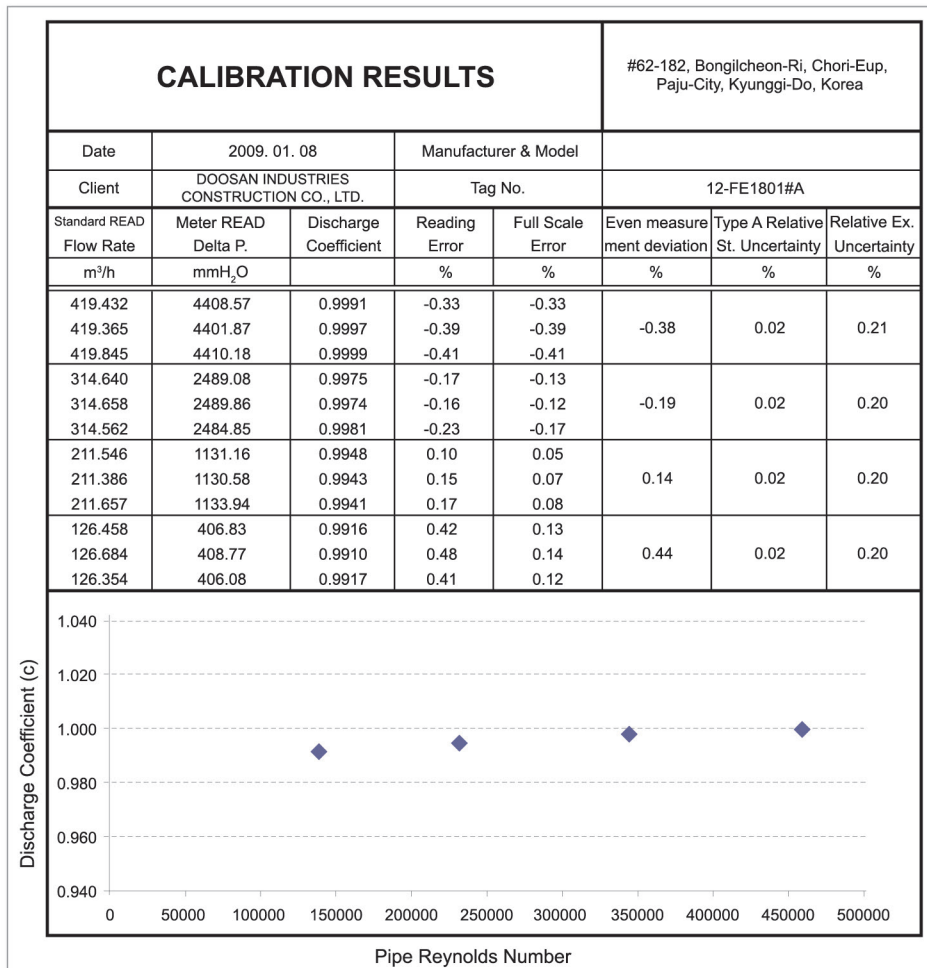 CALIBRATION RESULTS
#62-182, Bongilcheon-Ri, Chori-Eup,
Paju-City, Kyunggi-Do, Korea
Date 2009. 01. 08 Manufacturer & Model
Client DOOSAN INDUSTRIES CONSTRUCTION CO., LTD. Tag No. 12-FE1801#A
Standard READ Meter READ Discharge Reading Full Scale Even measure Type A Relative Relative Ex.
Flow Rate Delta P. Coefficient Error Error ment deviation St. Uncertainty Uncertainty
m³/h mmH₂O % % % % %
419.432 4408.57 0.9991 -0.33 -0.33
419.365 4401.87 0.9997 -0.39 -0.39 -0.38 0.02 0.21
419.845 4410.18 0.9999 -0.41 -0.41
314.640 2489.08 0.9975 -0.17 -0.13
314.658 2489.86 0.9974 -0.16 -0.12 -0.19 0.02 0.20
314.562 2484.85 0.9981 -0.23 -0.17
211.546 1131.16 0.9948 0.10 0.05
211.386 1130.58 0.9943 0.15 0.07 0.14 0.02 0.20
211.657 1133.94 0.9941 0.17 0.08
126.458 406.83 0.9916 0.42 0.13
126.684 408.77 0.9910 0.48 0.14 0.44 0.02 0.20
126.354 406.08 0.9917 0.41 0.12
Discharge Coefficient (c)
1.040
1.020
1.000
0.980
0.960
0.940
0 50000 100000 150000 200000 250000 300000 350000 400000 450000 500000
Pipe Reynolds Number